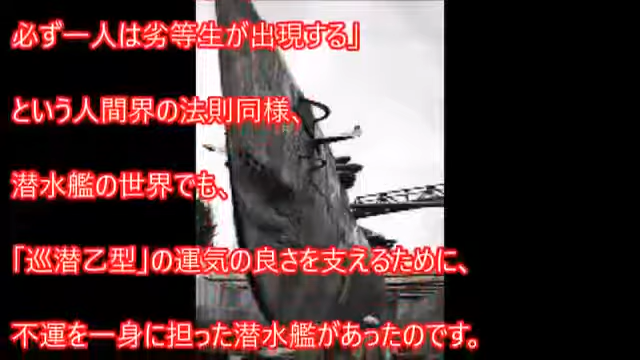 必ず一人は劣等生が出現する」
という人間界の法則同様、
潜水艦の世界でも、
「巡潜乙型」の運気の良さを支えるために、
不運を一身に担った潜水艦があったのです。